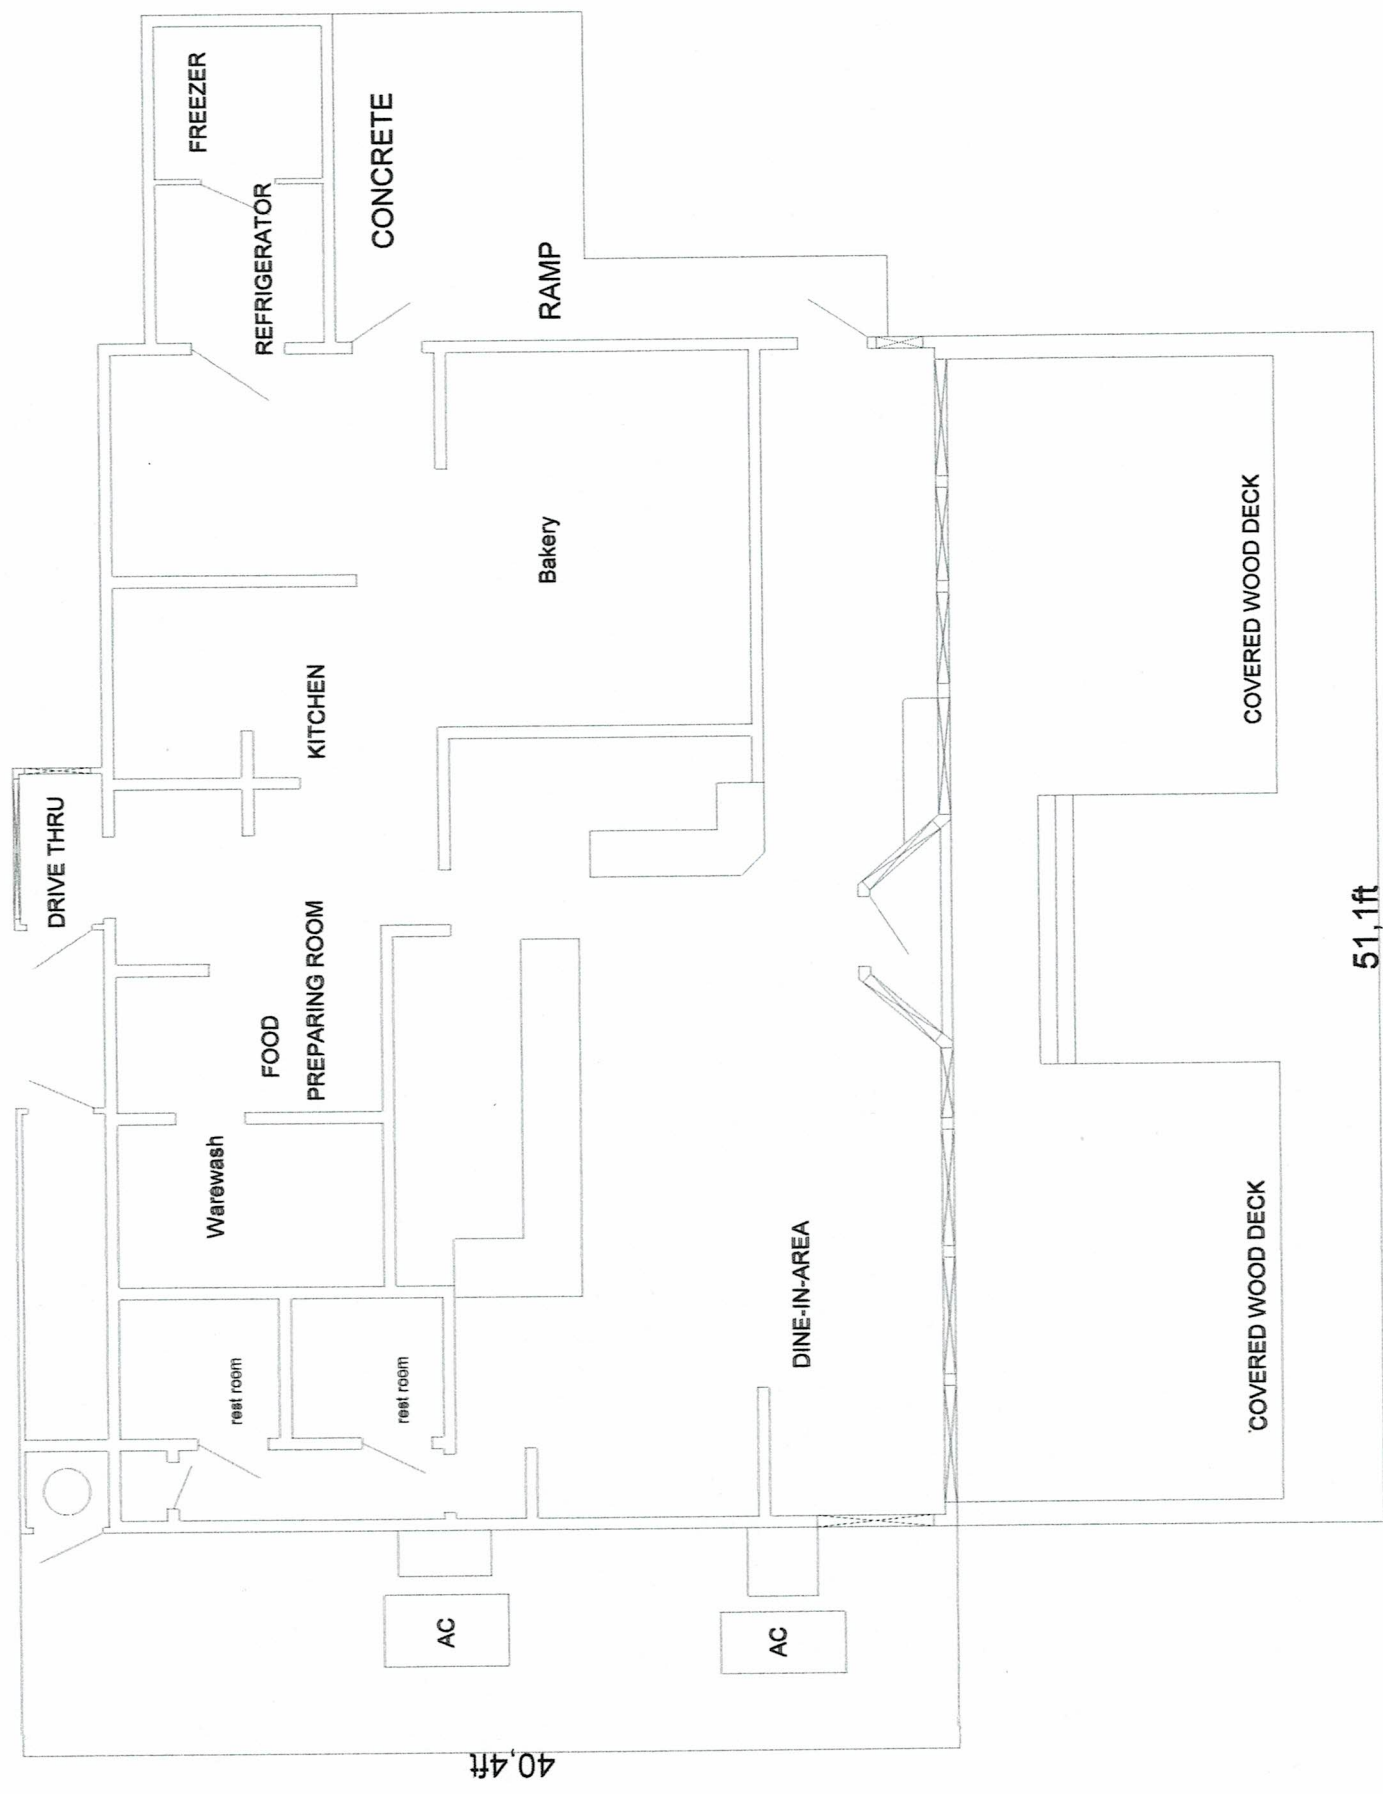 FREEZER
REFRIGERATOR
CONCRETE
RAMP
DRIVE THRU
KITCHEN
Bakery
FOOD
PREPARING ROOM
Warewash
rest room
rest room
DINE-IN-AREA
COVERED WOOD DECK
COVERED WOOD DECK
AC
AC
40,4ft
51,1ft